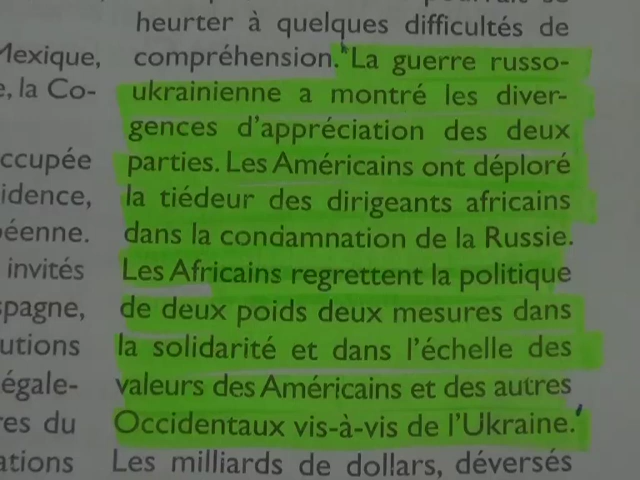 Mexique,
e, la Co-
occupée
idence,
péenne.
invités
spagne,
utions
légale-
res du
ations
heurter à quelques difficultés de
compréhension. La guerre russo-
ukrainienne a montré les diver-
gences d'appréciation des deux
parties. Les Américains ont déploré
la tiédeur des dirigeants africains
dans la condamnation de la Russie.
Les Africains regrettent la politique
de deux poids deux mesures dans
la solidarité et dans l'échelle des
valeurs des Américains et des autres
Occidentaux vis-à-vis de l'Ukraine.
Les milliards de dollars, déversés